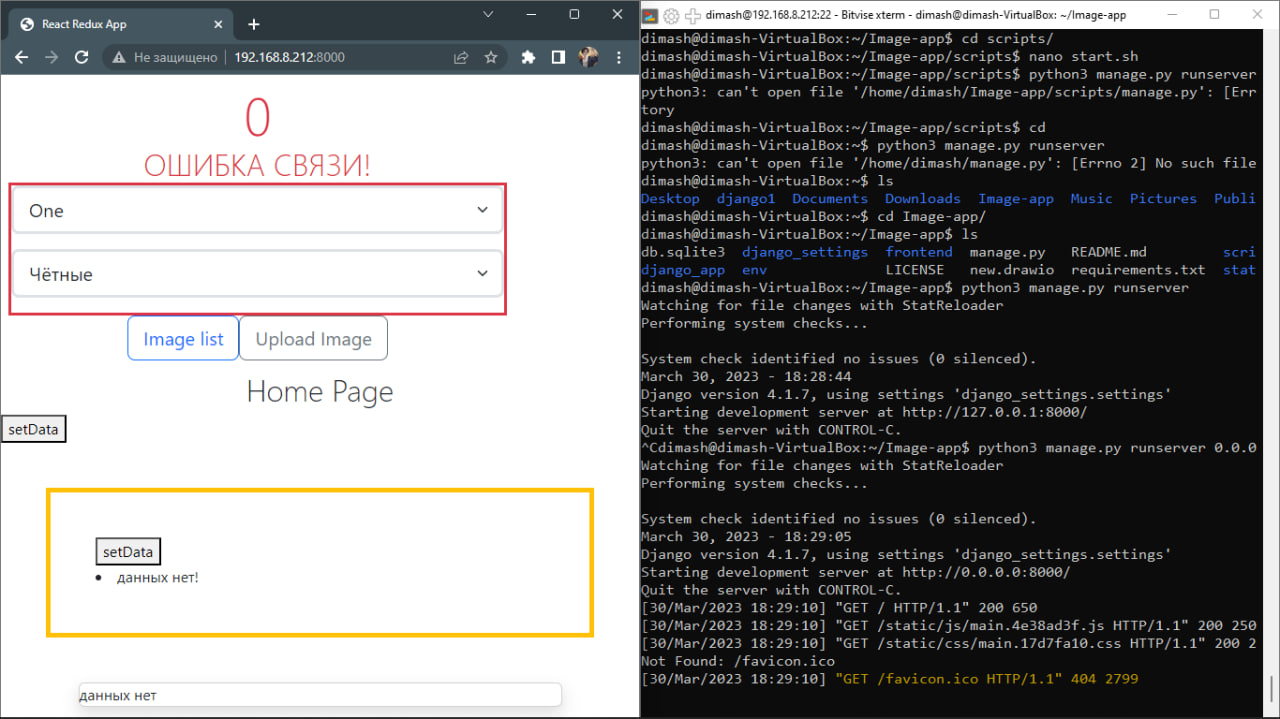 React Redux App
Не защищено
192.168.8.212:8000
0
ОШИБКА СВЯЗИ!
One
Чётные
Image list
Upload Image
Home Page
setData
setData
данных нет!
данных нет
dimash@192.168.8.212:22 - Bitvise xterm - dimash@dimash-VirtualBox: ~/Image-app
dimash@dimash-VirtualBox:~/Image-app$ cd scripts/
dimash@dimash-VirtualBox:~/Image-app/scripts$ nano start.sh
dimash@dimash-VirtualBox:~/Image-app/scripts$ python3 manage.py runserver
python3: can't open file '/home/dimash/Image-app/scripts/manage.py': [Err
tory
dimash@dimash-VirtualBox:~/Image-app/scripts$ cd
dimash@dimash-VirtualBox:~$ python3 manage.py runserver
python3: can't open file '/home/dimash/manage.py': [Errno 2] No such file
dimash@dimash-VirtualBox:~$ ls
Desktop django1 Documents Downloads Image-app Music Pictures Publi
dimash@dimash-VirtualBox:~$ cd Image-app/
dimash@dimash-VirtualBox:~/Image-app$ ls
db.sqlite3 django_settings frontend manage.py README.md scri
django_app env LICENSE new.drawio requirements.txt stat
dimash@dimash-VirtualBox:~/Image-app$ python3 manage.py runserver
Watching for file changes with StatReloader
Performing system checks...
System check identified no issues (0 silenced).
March 30, 2023 - 18:28:44
Django version 4.1.7, using settings 'django_settings.settings'
Starting development server at http://127.0.0.1:8000/
Quit the server with CONTROL-C.
^Cdimash@dimash-VirtualBox:~/Image-app$ python3 manage.py runserver 0.0.0
Watching for file changes with StatReloader
Performing system checks...
System check identified no issues (0 silenced).
March 30, 2023 - 18:29:05
Django version 4.1.7, using settings 'django_settings.settings'
Starting development server at http://0.0.0.0:8000/
Quit the server with CONTROL-C.
[30/Mar/2023 18:29:10] "GET / HTTP/1.1" 200 650
[30/Mar/2023 18:29:10] "GET /static/js/main.4e38ad3f.js HTTP/1.1" 200 250
[30/Mar/2023 18:29:10] "GET /static/css/main.17d7fa10.css HTTP/1.1" 200 2
Not Found: /favicon.ico
[30/Mar/2023 18:29:10] "GET /favicon.ico HTTP/1.1" 404 2799